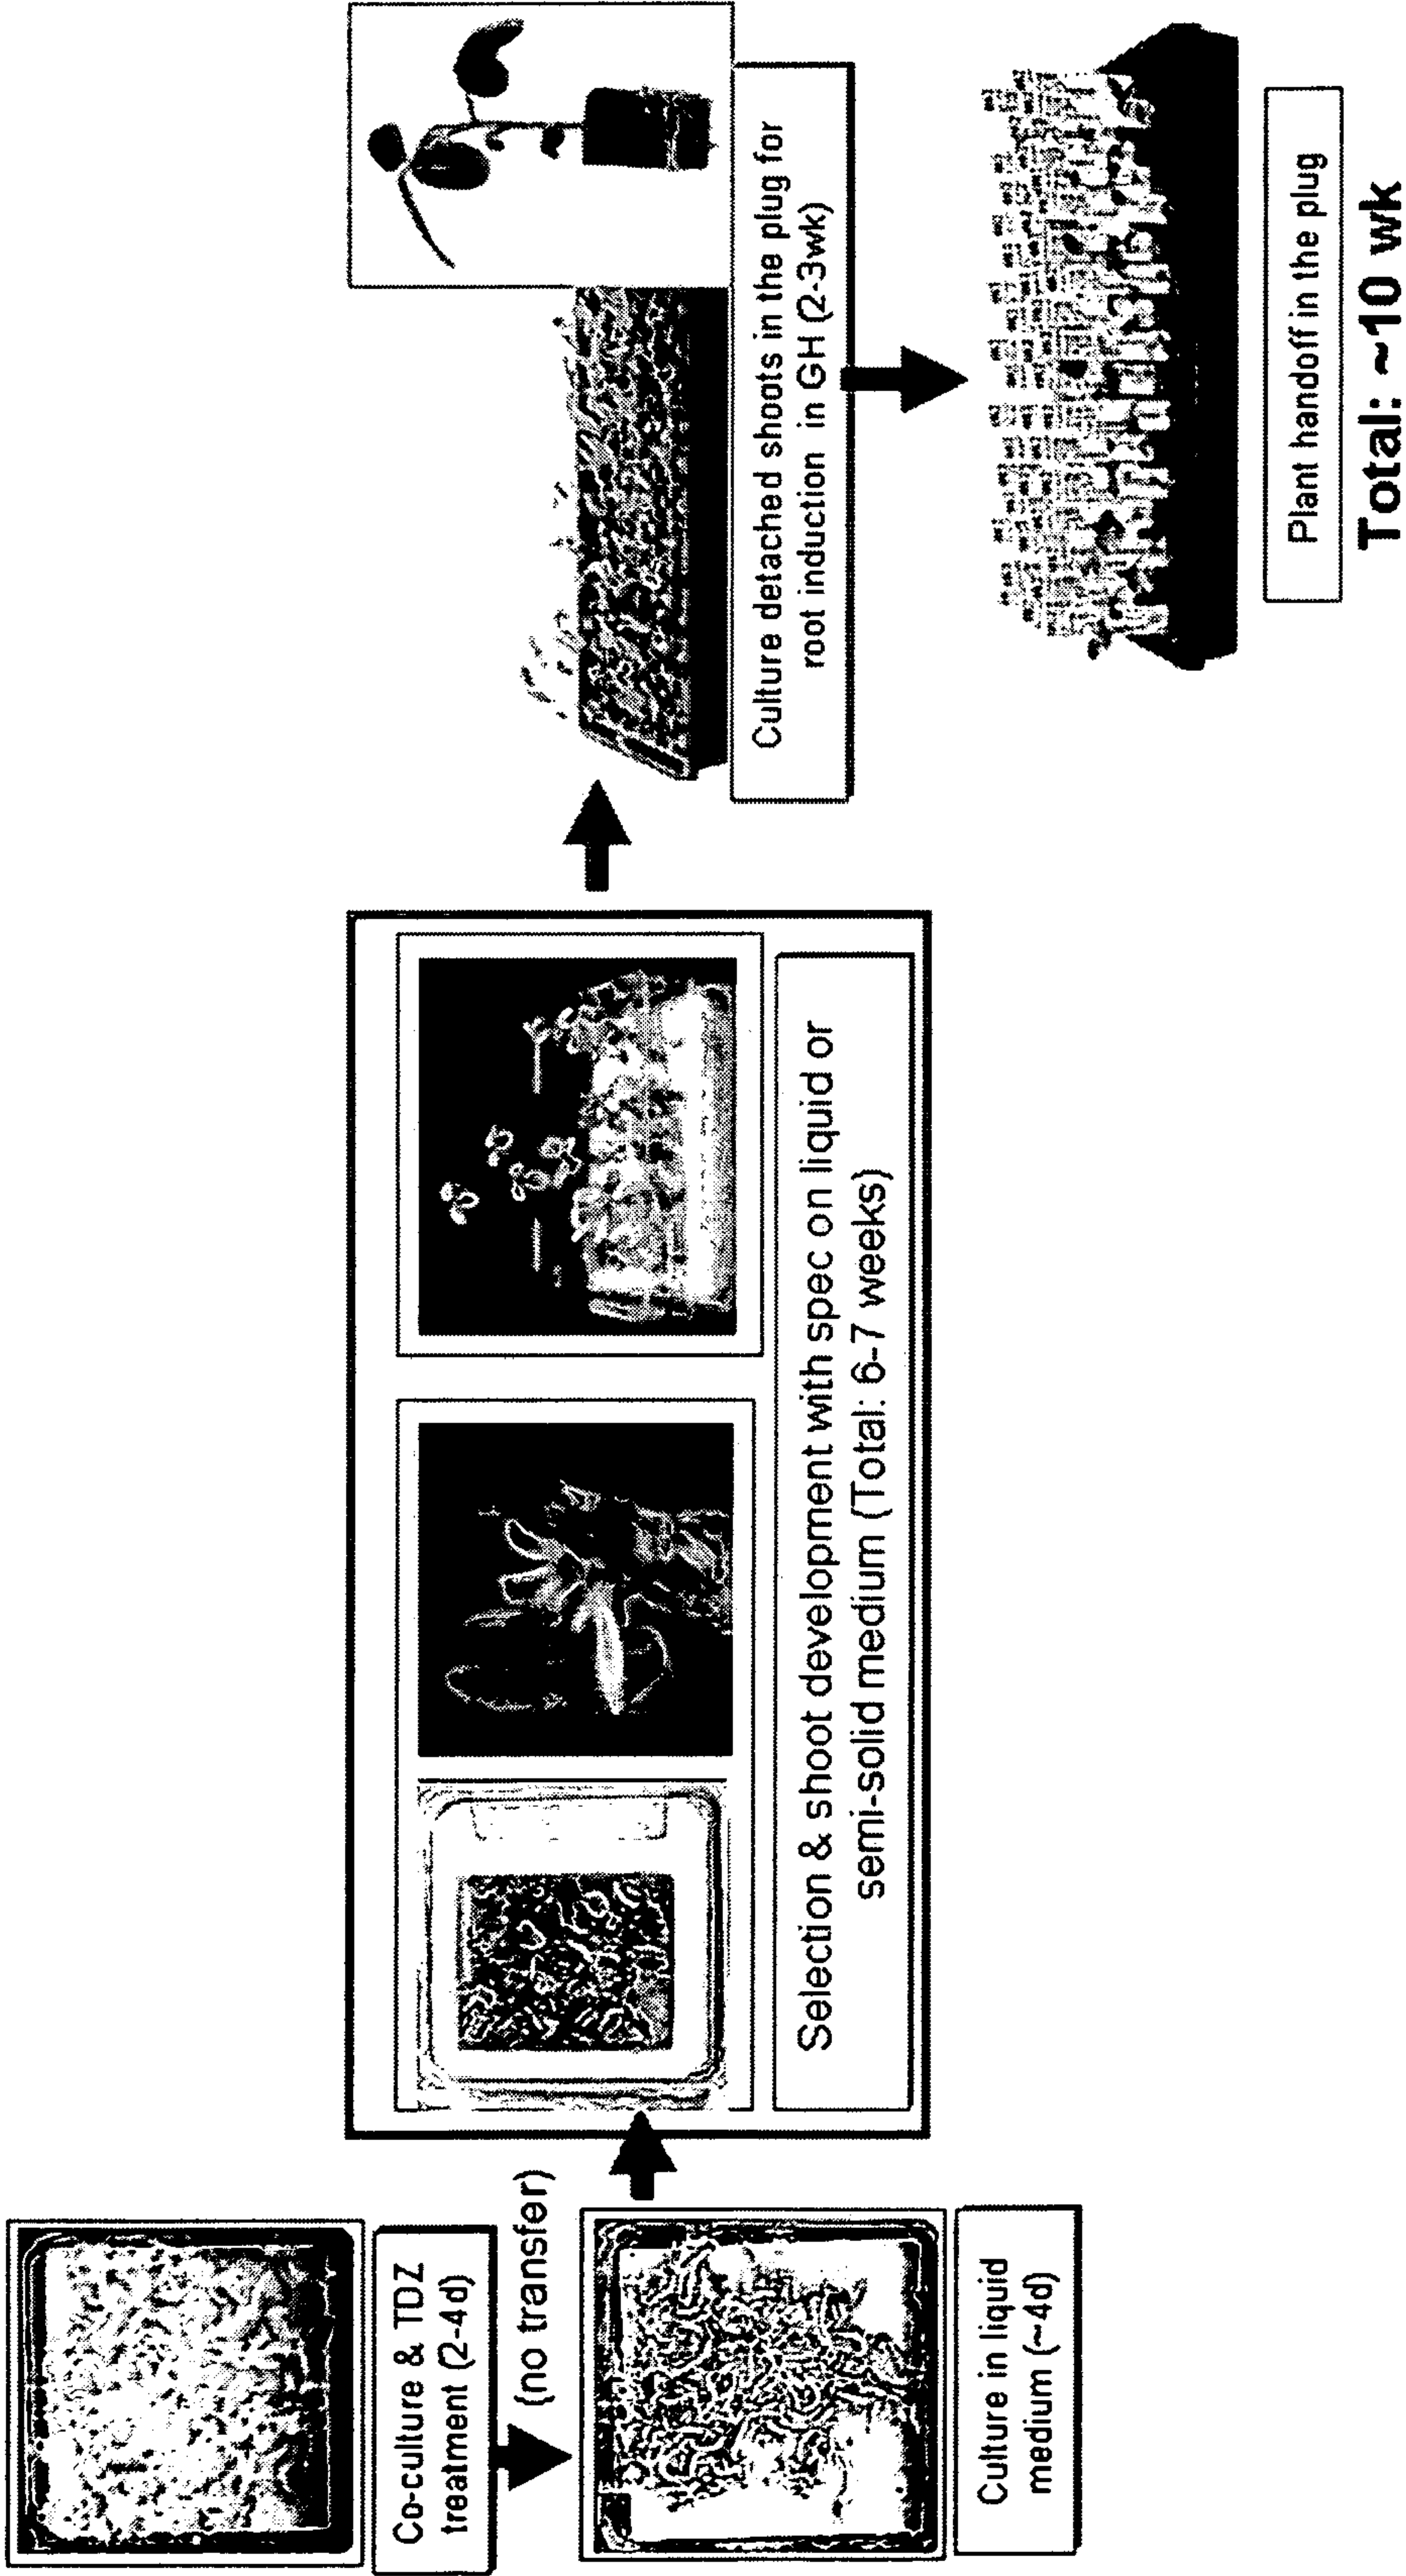 Co-culture & TDZ
treatment (2-4d)
(no transfer)
Culture in liquid
medium (~4d)
Selection & shoot development with spec on liquid or
semi-solid medium (Total: 6-7 weeks)
Culture detached shoots in the plug for
root induction in GH (2-3wk)
Plant handoff in the plug
Total: ~10 wk